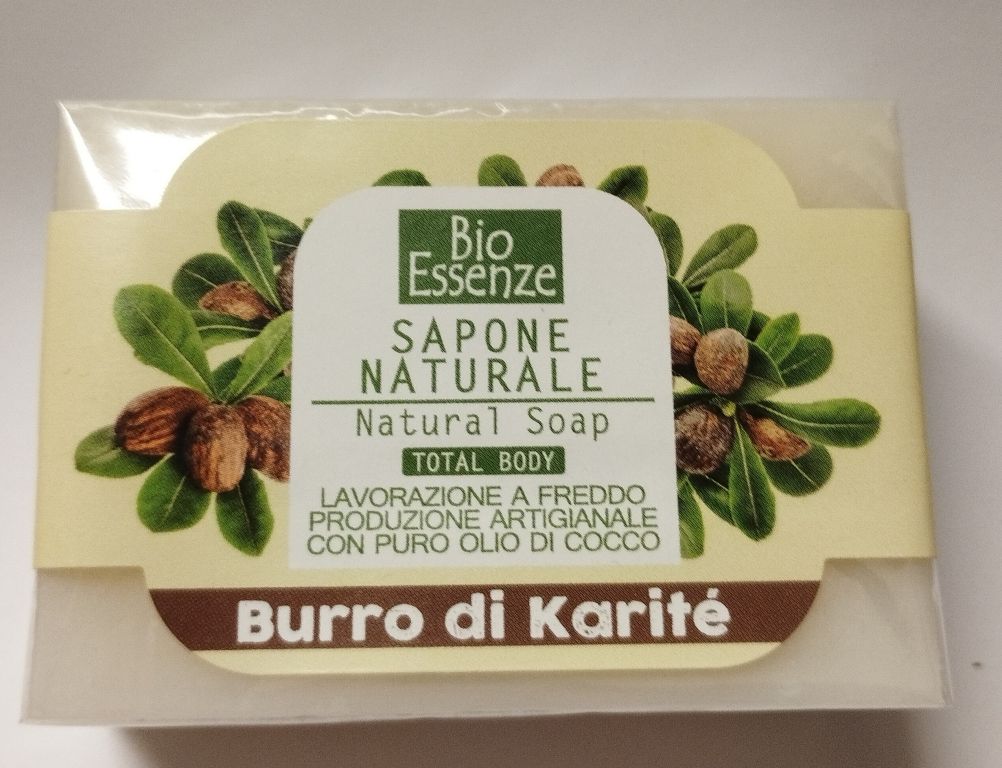 Bio
Essenze
SAPONE
NATURALE
Natural Soap
TOTAL BODY
LAVORAZIONE A FREDDO
PRODUZIONE ARTIGIANALE
CON PURO OLIO DI COCCO
Burro di Karité